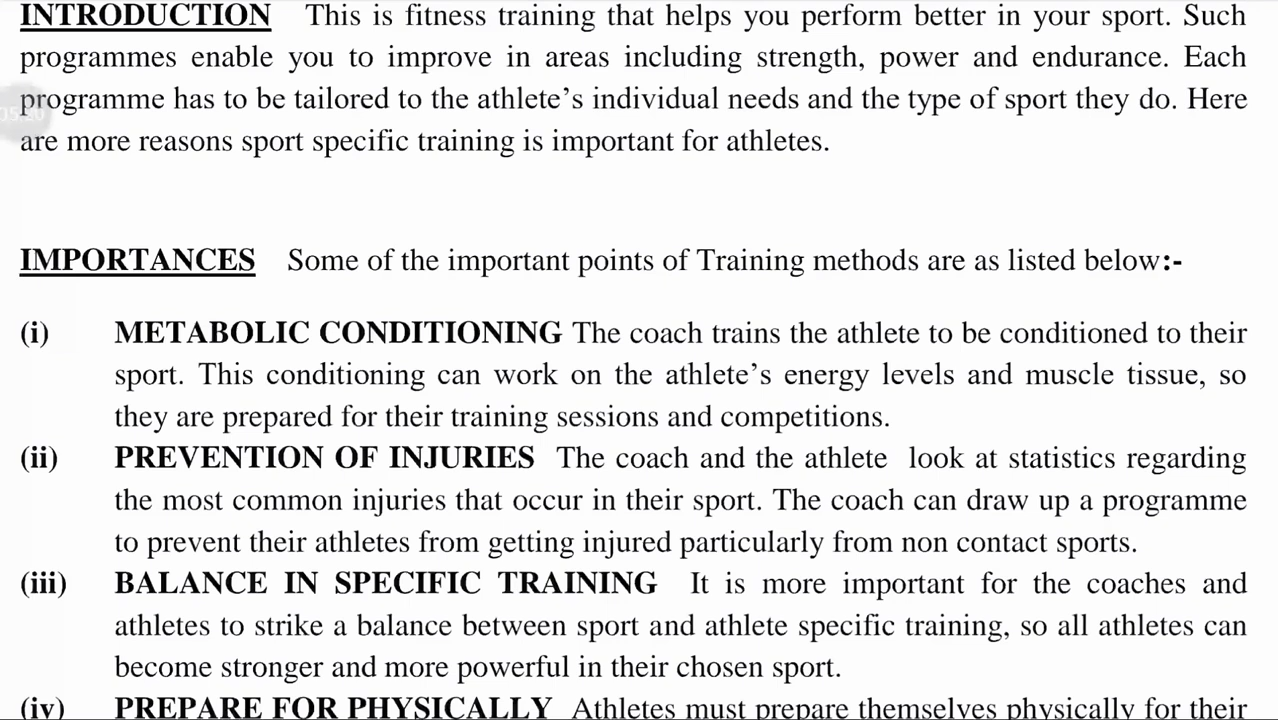 INTRODUCTION This is fitness training that helps you perform better in your sport. Such
programmes enable you to improve in areas including strength, power and endurance. Each
programme has to be tailored to the athlete’s individual needs and the type of sport they do. Here
05:20
are more reasons sport specific training is important for athletes.
IMPORTANCES Some of the important points of Training methods are as listed below:-
(i) METABOLIC CONDITIONING The coach trains the athlete to be conditioned to their
sport. This conditioning can work on the athlete’s energy levels and muscle tissue, so
they are prepared for their training sessions and competitions.
(ii) PREVENTION OF INJURIES The coach and the athlete look at statistics regarding
the most common injuries that occur in their sport. The coach can draw up a programme
to prevent their athletes from getting injured particularly from non contact sports.
(iii) BALANCE IN SPECIFIC TRAINING It is more important for the coaches and
athletes to strike a balance between sport and athlete specific training, so all athletes can
become stronger and more powerful in their chosen sport.
(iv) PREPARE FOR PHYSICALLY Athletes must prepare themselves physically for their